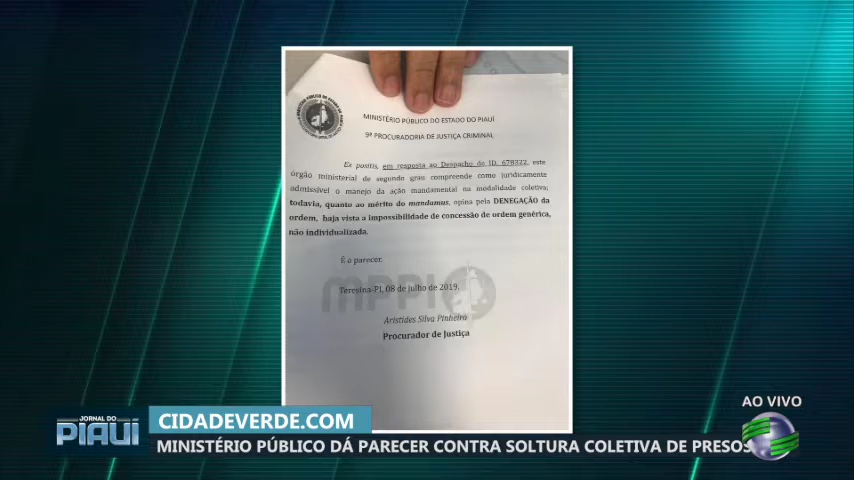 MINISTÉRIO PÚBLICO DO ESTADO DO PIAUÍ
9ª PROCURADORIA DE JUSTIÇA CRIMINAL
Ex positis, em resposta ao Despacho de ID. 678322, este
órgão ministerial de segundo grau compreende como juridicamente
admissível o manejo da ação mandamental na modalidade coletiva;
todavia, quanto ao mérito do mandamus, opina pela DENEGAÇÃO da
ordem, haja vista a impossibilidade de concessão de ordem genérica,
não individualizada.
É o parecer.
MPPI
Teresina-PI, 08 de julho de 2019.
Aristides Silva Pinheiro
Procurador de Justiça
AO VIVO
JORNAL DO
PIAUÍ
CIDADEVERDE.COM
MINISTÉRIO PÚBLICO DÁ PARECER CONTRA SOLTURA COLETIVA DE PRESOS